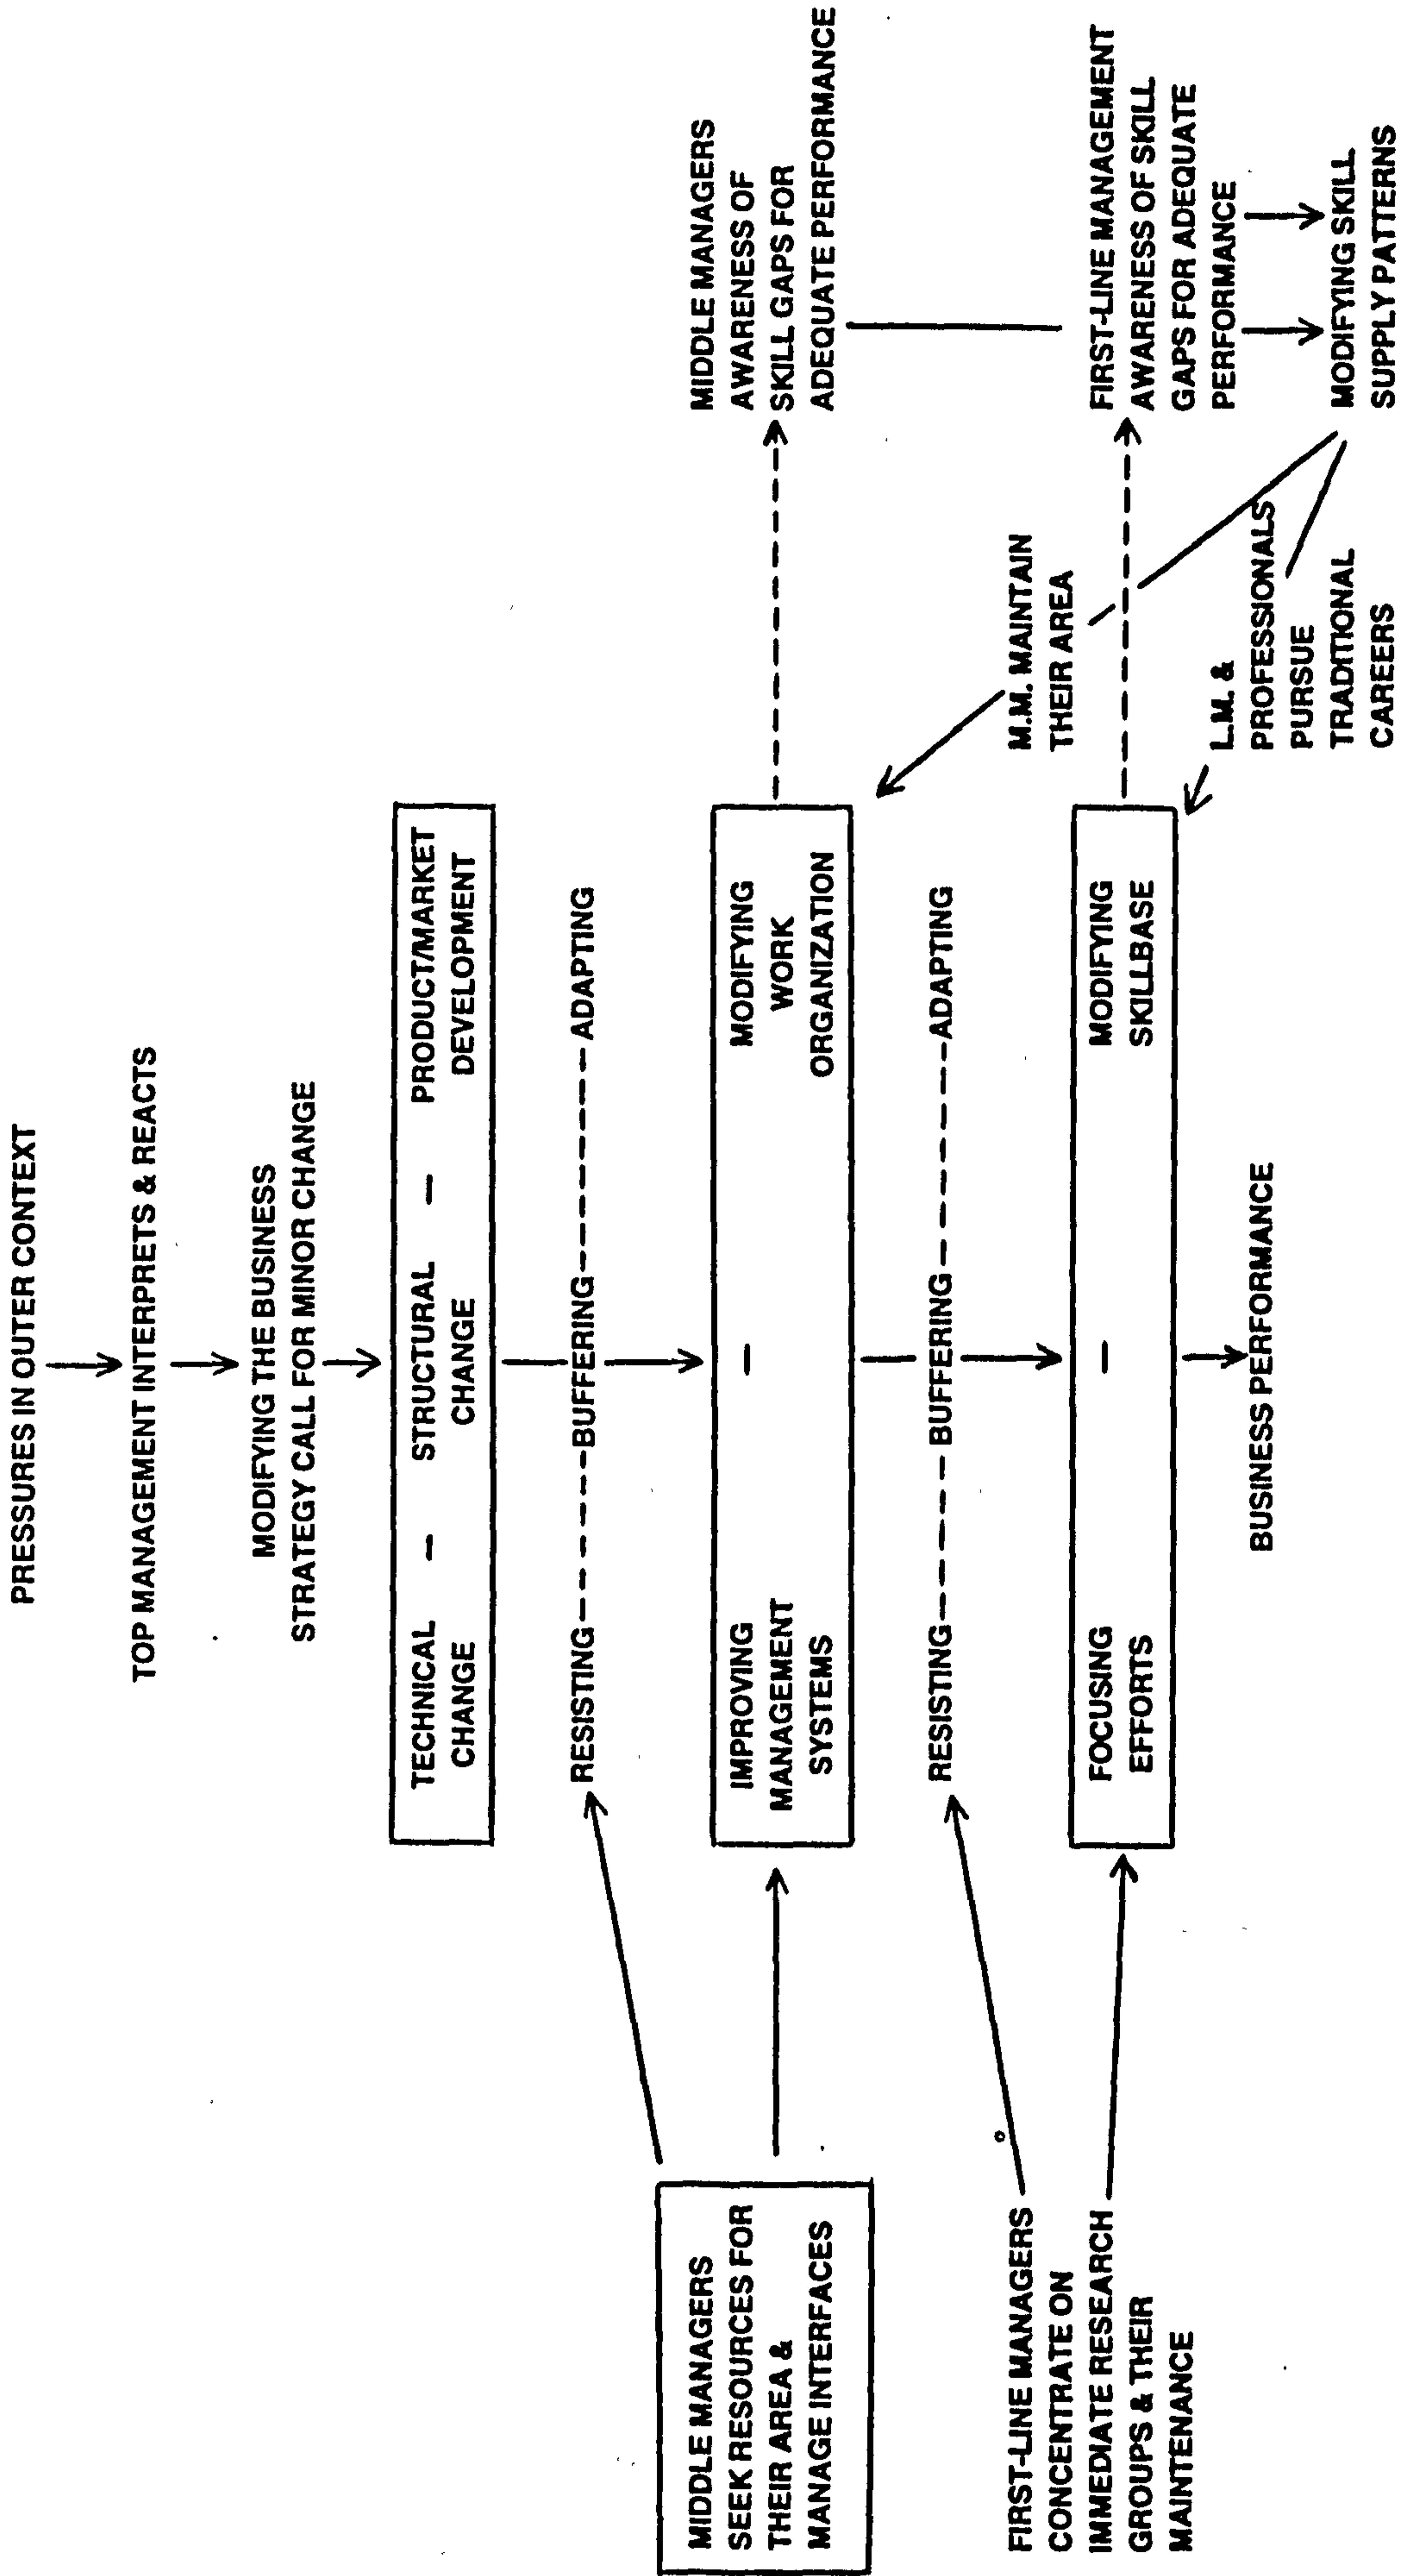 PRESSURES IN OUTER CONTEXT
TOP MANAGEMENT INTERPRETS & REACTS
MODIFYING THE BUSINESS
STRATEGY CALL FOR MINOR CHANGE
TECHNICAL – STRUCTURAL – PRODUCT/MARKET
CHANGE CHANGE DEVELOPMENT
RESISTING BUFFERING ADAPTING
MIDDLE MANAGERS
SEEK RESOURCES FOR
THEIR AREA &
MANAGE INTERFACES
IMPROVING – MODIFYING
MANAGEMENT WORK
SYSTEMS ORGANIZATION
MIDDLE MANAGERS
AWARENESS OF
SKILL GAPS FOR
ADEQUATE PERFORMANCE
RESISTING BUFFERING ADAPTING
M.M. MAINTAIN
THEIR AREA
FIRST-LINE MANAGERS
CONCENTRATE ON
IMMEDIATE RESEARCH
GROUPS & THEIR
MAINTENANCE
FOCUSING – MODIFYING
EFFORTS SKILLBASE
FIRST-LINE MANAGEMENT
AWARENESS OF SKILL
GAPS FOR ADEQUATE
PERFORMANCE
L.M. &
PROFESSIONALS
PURSUE
TRADITIONAL
CAREERS
BUSINESS PERFORMANCE
MODIFYING SKILL
SUPPLY PATTERNS